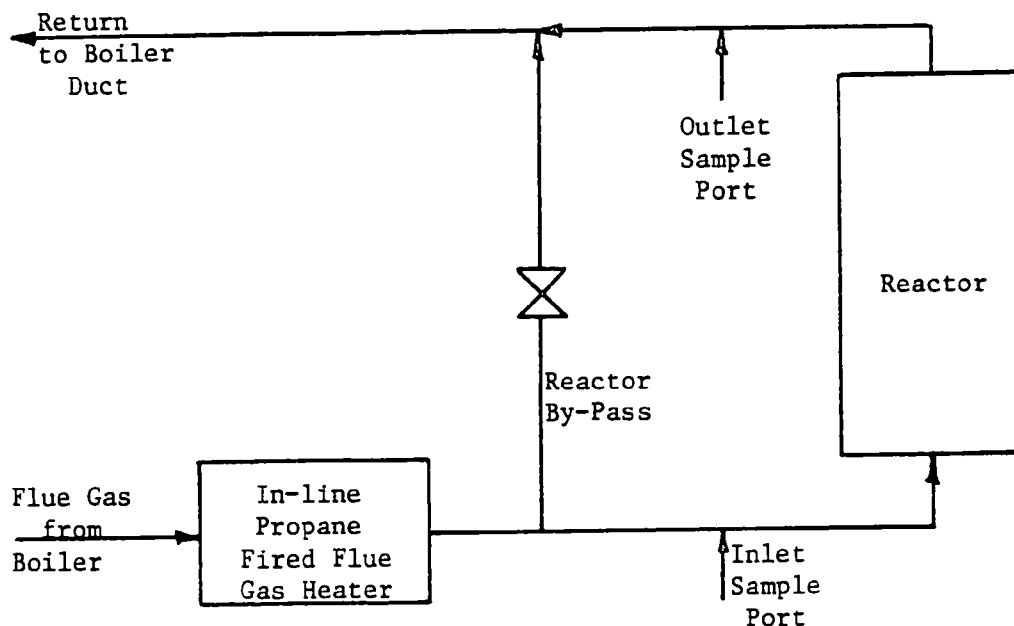 Return
to Boiler
Duct
Outlet
Sample
Port
Reactor
Reactor
By-Pass
Flue Gas
from
Boiler
In-line
Propane
Fired Flue
Gas Heater
Inlet
Sample
Port